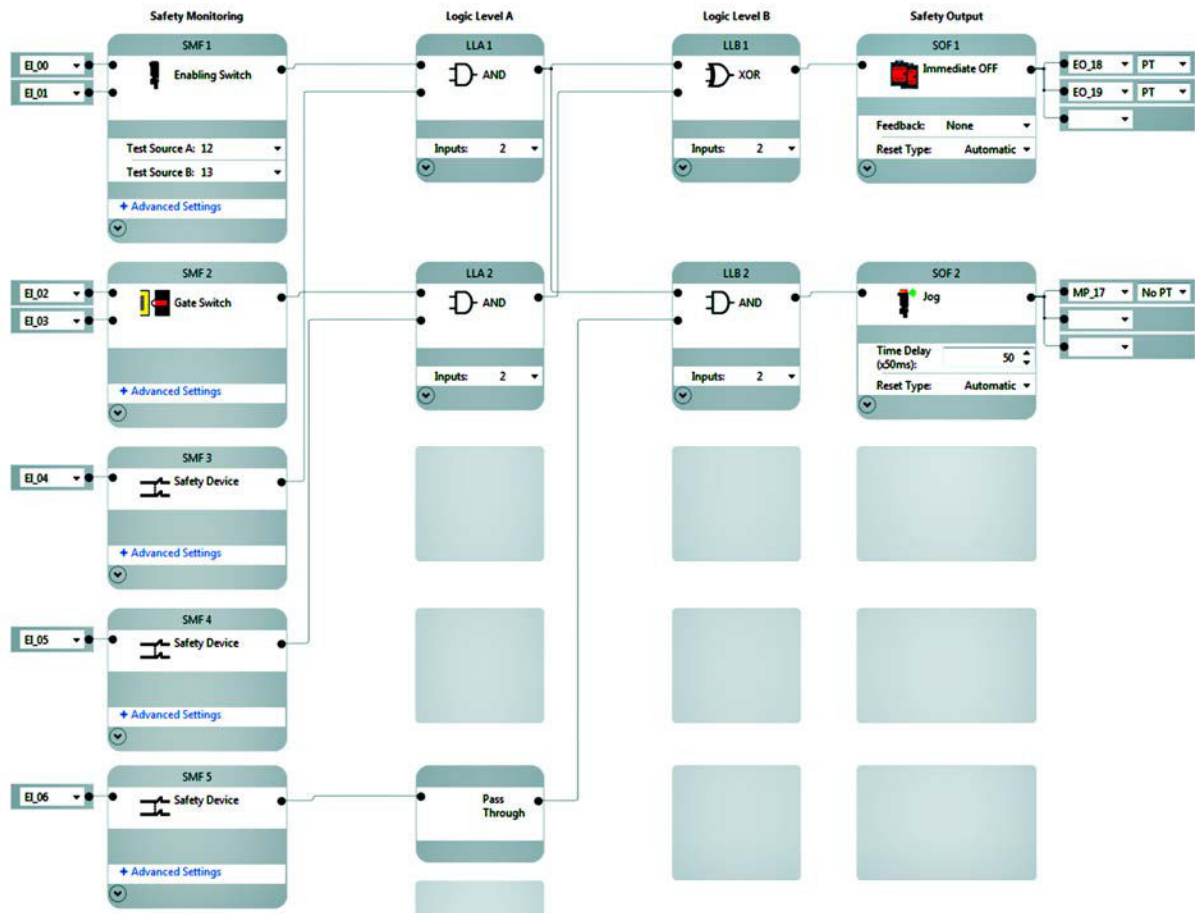 Safety Monitoring
Logic Level A
Logic Level B
Safety Output
EI_00
EI_01
SMF 1
Enabling Switch
Test Source A: 12
Test Source B: 13
+ Advanced Settings
LLA 1
AND
Inputs: 2
LLB 1
XOR
Inputs: 2
SOF 1
Immediate OFF
Feedback: None
Reset Type: Automatic
EO_18 PT
EO_19 PT
EI_02
EI_03
SMF 2
Gate Switch
+ Advanced Settings
LLA 2
AND
Inputs: 2
LLB 2
AND
Inputs: 2
SOF 2
Jog
Time Delay
(x50ms): 50
Reset Type: Automatic
MP_17 No PT
EI_04
SMF 3
Safety Device
+ Advanced Settings
EI_05
SMF 4
Safety Device
+ Advanced Settings
EI_06
SMF 5
Safety Device
+ Advanced Settings
Pass
Through